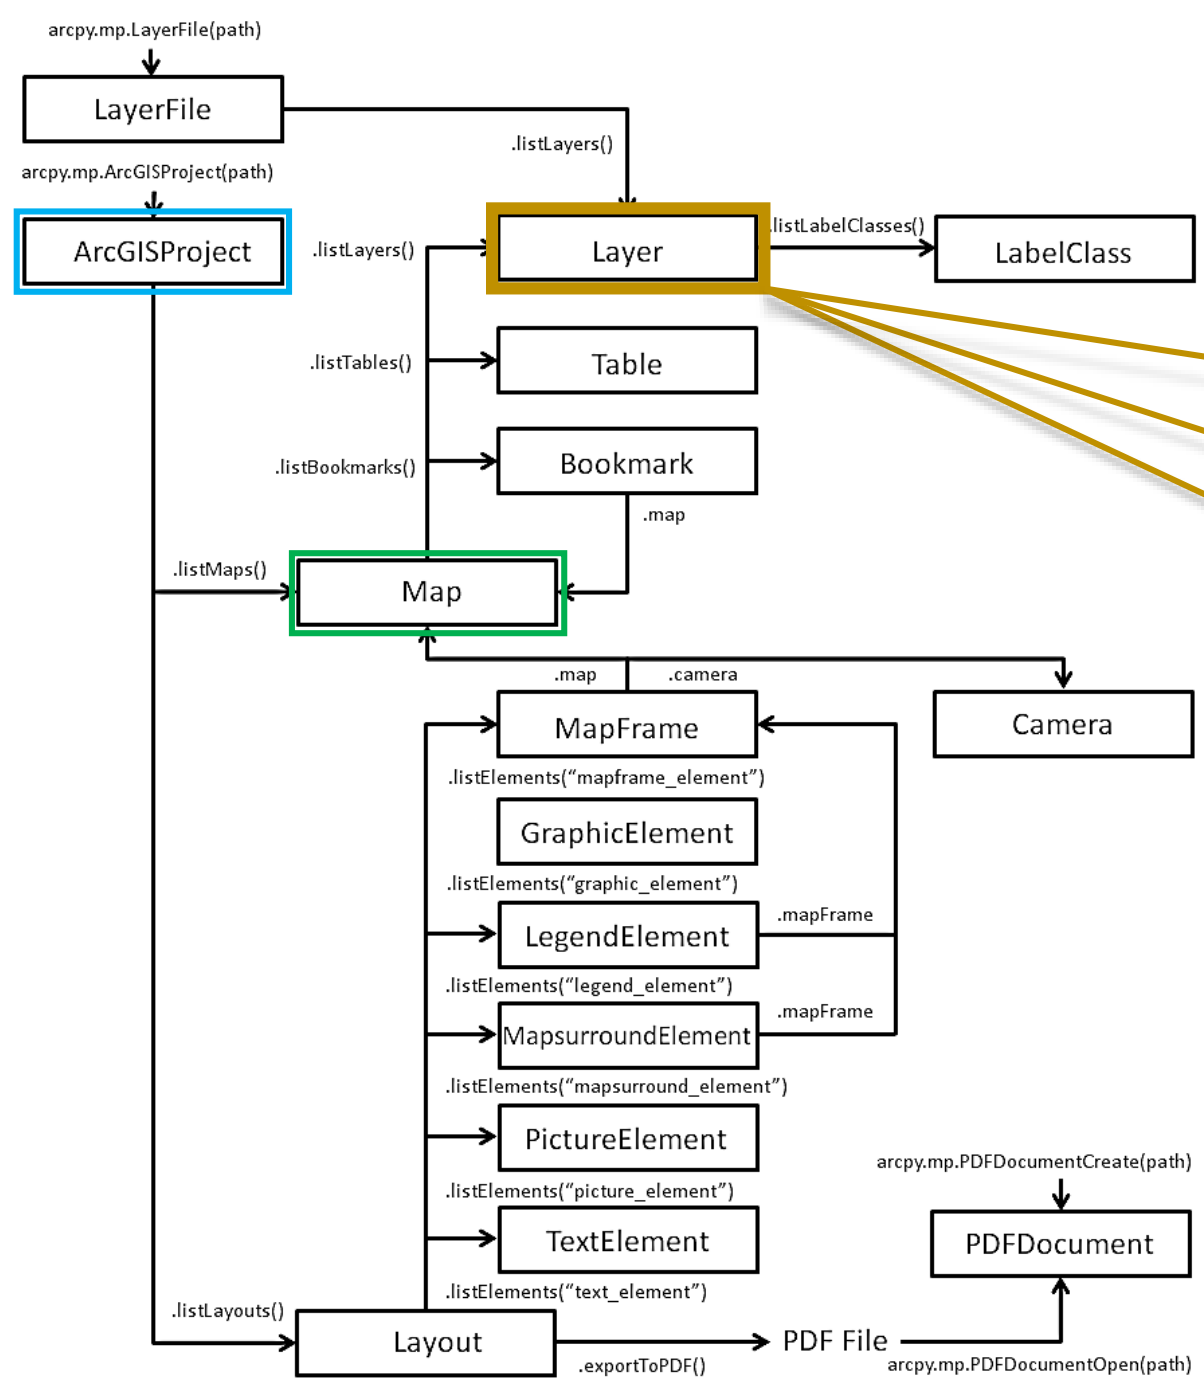 arcpy.mp.LayerFile(path)
LayerFile
.listLayers()
arcpy.mp.ArcGISProject(path)
ArcGISProject
.listLayers()
Layer
.listLabelClasses()
LabelClass
.listTables()
Table
.listBookmarks()
Bookmark
.map
.listMaps()
Map
.map
.camera
MapFrame
Camera
.listElements(“mapframe_element”)
GraphicElement
.listElements(“graphic_element”)
LegendElement
.mapFrame
.listElements(“legend_element”)
MapsurroundElement
.mapFrame
.listElements(“mapsurround_element”)
PictureElement
.listElements(“picture_element”)
TextElement
.listElements(“text_element”)
arcpy.mp.PDFDocumentCreate(path)
PDFDocument
.listLayouts()
Layout
.exportToPDF()
PDF File
arcpy.mp.PDFDocumentOpen(path)